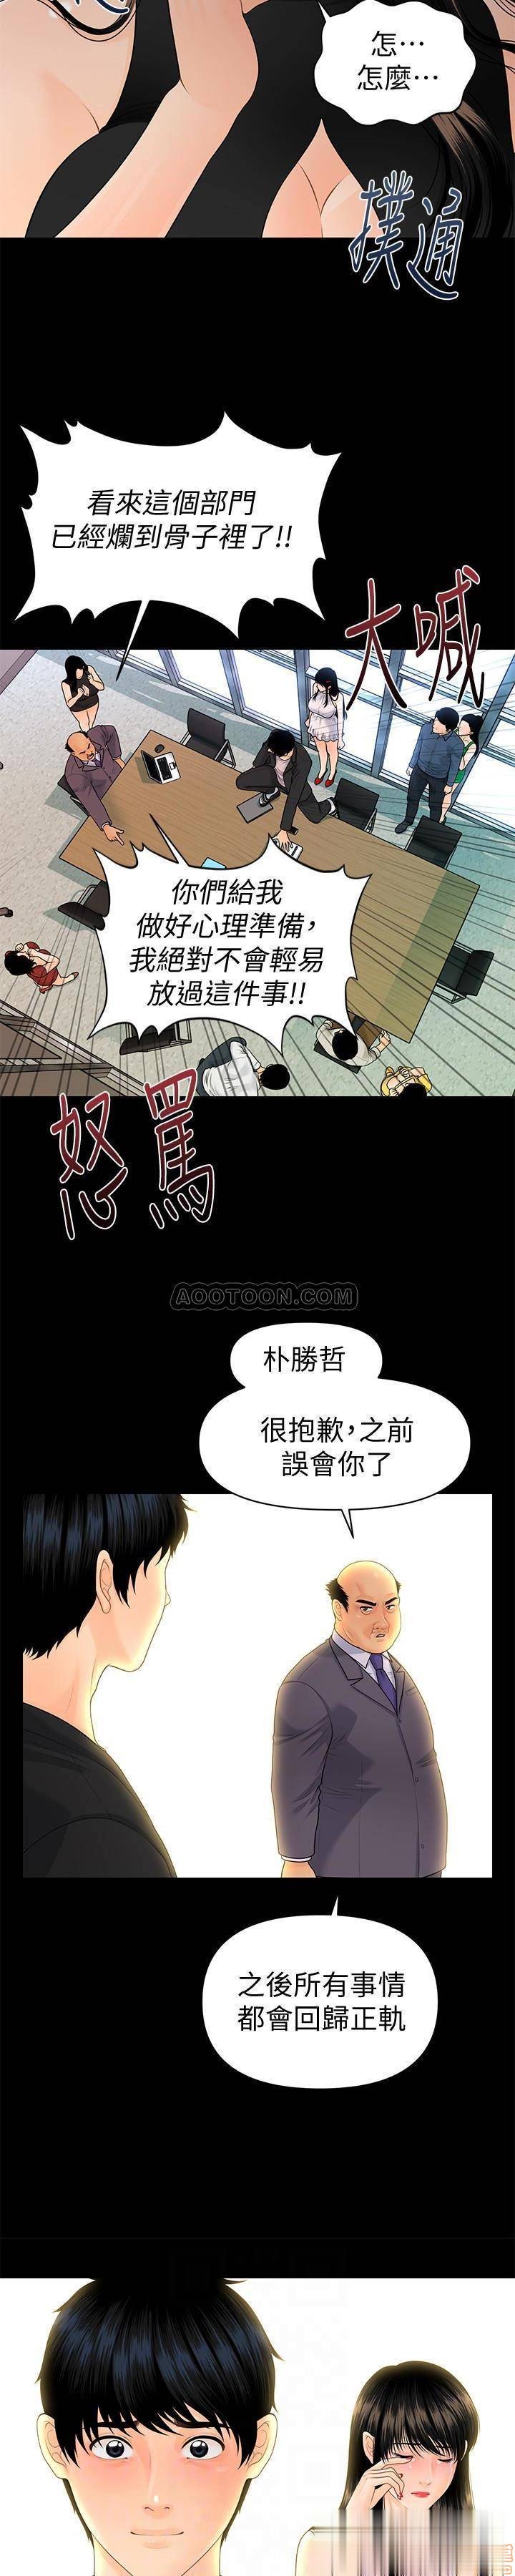 怎…
怎麼…
撲通
看來這個部門
已經爛到骨子裡了!!
大喊
你們給我
做好心理準備，
我絕對不會輕易
放過這件事!!
怒罵
AOOTOON.COM
朴勝哲
很抱歉，之前
誤會你了
之後所有事情
都會回歸正軌